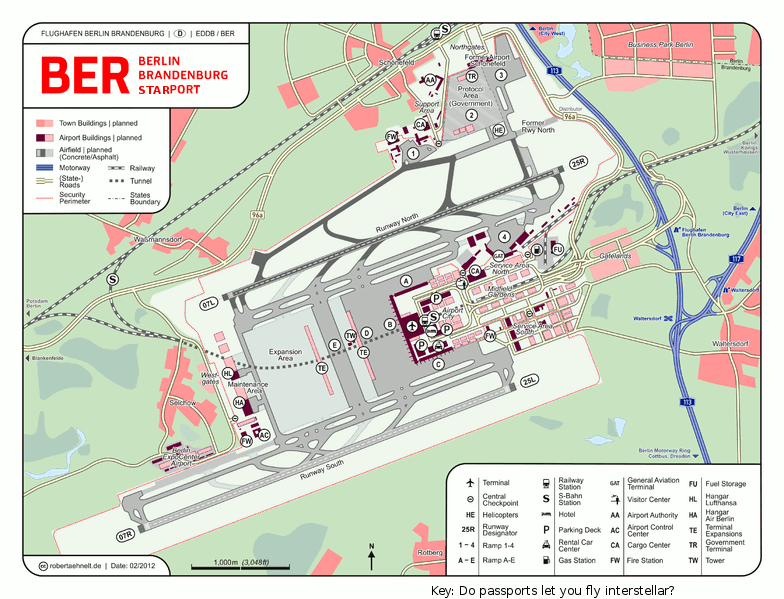 FLUGHAFEN BERLIN BRANDENBURG | D | EDDB / BER
BER
BERLIN
BRANDENBURG
STARPORT
Town Buildings | planned
Airport Buildings | planned
Airfield | planned
(Concrete/Asphalt)
Motorway
Railway
(State-)
Roads
Tunnel
Security
Perimeter
States
Boundary
S
Northgates
Schönefeld
Former Airport
Schönefeld
AA
TR
3
Protocol
Area
(Government)
Support
Area
2
CA
FW
HE
1
Former
Rwy North
Berlin
(City West)
113
Business Park Berlin
Berlin
Brandenburg
Distributor
96a
Berlin
Königs
Wusterhausen
25R
Runway North
96a
Waßmannsdorf
S
07L
Potsdam
Berlin
Blankenfelde
4
GAT
FU
Service Area
North
CA
Midfield
Gardens
Gatelands
Berlin
(City East)
Flughafen
Berlin Brandenburg
117
Waltersdorf
Waltersdorf
Waltersdorf
A
P
Airport
City
S
B
P
P
C
FW
Service Area
South
D
TW
E
TE
TE
Expansion
Area
West-
gates
HL
Maintenance
Area
HA
Selchow
FW
AC
Berlin
ExpoCenter
Airport
25L
113
Runway South
07R
Berlin Motorway Ring
Cottbus, Dresden
Rotberg
Terminal
Central
Checkpoint
HE Helicopters
25R Runway
Designator
1 – 4 Ramp 1-4
A – E Ramp A-E
Railway
Station
S S-Bahn
Station
Hotel
P Parking Deck
Rental Car
Center
Gas Station
GAT General Aviation
Terminal
Visitor Center
AA Airport Authority
AC Airport Control
Center
CA Cargo Center
FW Fire Station
FU Fuel Storage
HL Hangar
Lufthansa
HA Hangar
Air Berlin
TE Terminal
Expansions
TR Government
Terminal
TW Tower
cc robertaehnelt.de | Date: 02/2012
1,000m (3,048ft)
N
Key: Do passports let you fly interstellar?